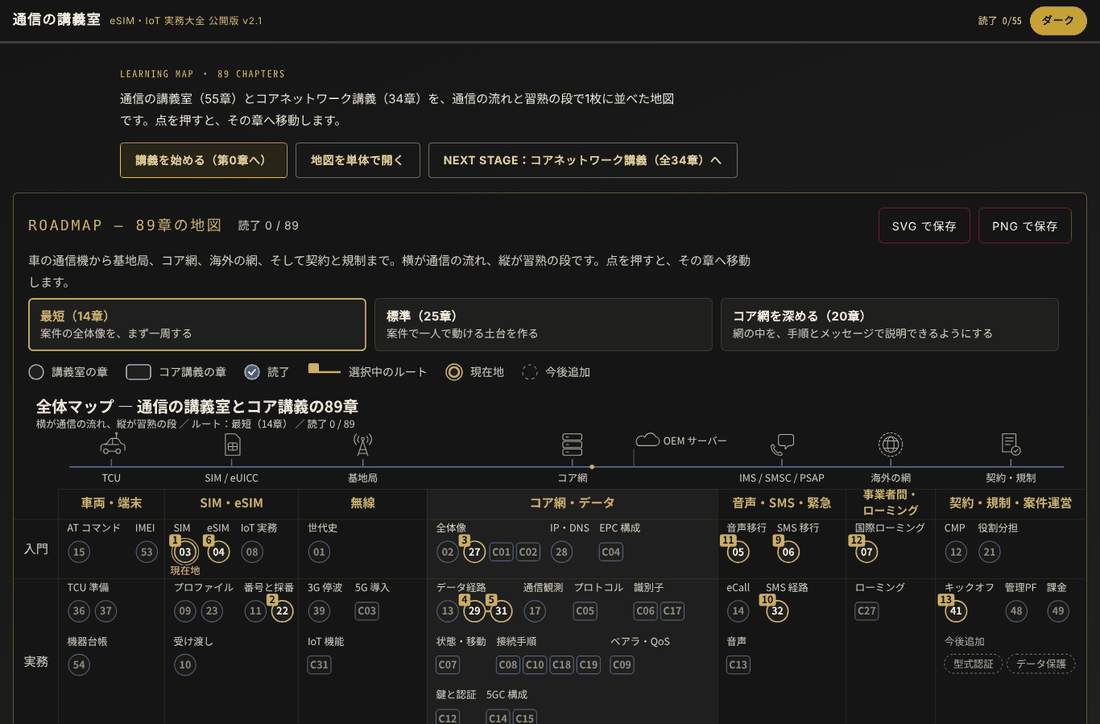 通信の講義室 eSIM・IoT 実務大全 公開版 v2.1
読了 0/55
ダーク
LEARNING MAP ・ 89 CHAPTERS
通信の講義室（55章）とコアネットワーク講義（34章）を、通信の流れと習熟の段で1枚に並べた地図
です。点を押すと、その章へ移動します。
講義を始める（第0章へ）
地図を単体で開く
NEXT STAGE：コアネットワーク講義（全34章）へ
ROADMAP — 89章の地図 読了 0 / 89
SVG で保存
PNG で保存
車の通信機から基地局、コア網、海外の網、そして契約と規制まで。横が通信の流れ、縦が習熟の段です。点を押すと、その章へ移動
します。
最短（14章）
案件の全体像を、まず一周する
標準（25章）
案件で一人で動ける土台を作る
コア網を深める（20章）
網の中を、手順とメッセージで説明できるようにする
講義室の章 コア講義の章 読了 選択中のルート 現在地 今後追加
全体マップ — 通信の講義室とコア講義の89章
横が通信の流れ、縦が習熟の段 ／ ルート：最短（14章） ／ 読了 0 / 89
OEM サーバー
TCU SIM / eUICC 基地局 コア網 IMS / SMSC / PSAP 海外の網 契約・規制
車両・端末 SIM・eSIM 無線 コア網・データ 音声・SMS・緊急 事業者間・ローミング 契約・規制・案件運営
入門
AT コマンド IMEI SIM eSIM IoT 実務 世代史 全体像 IP・DNS EPC 構成 音声移行 SMS 移行 国際ローミング CMP 役割分担
1 6 3 11 9 12
15 53 03 04 08 01 02 27 C01 C02 28 C04 05 06 07 12 21
現在地
TCU 準備 プロファイル 番号と採番 3G 停波 5G 導入 データ経路 通信観測 プロトコル 識別子 eCall SMS 経路 ローミング キックオフ 管理PF 課金
2 4 5 10 13
36 37 09 23 11 22 39 C03 13 29 31 17 C05 C06 C17 14 32 C27 41 48 49
実務
機器台帳 受け渡し IoT 機能 状態・移動 接続手順 ベアラ・QoS 音声 今後追加
54 10 C31 C07 C08 C10 C18 C19 C09 C13 型式認証 データ保護
鍵と認証 5GC 構成
C12 C14 C15